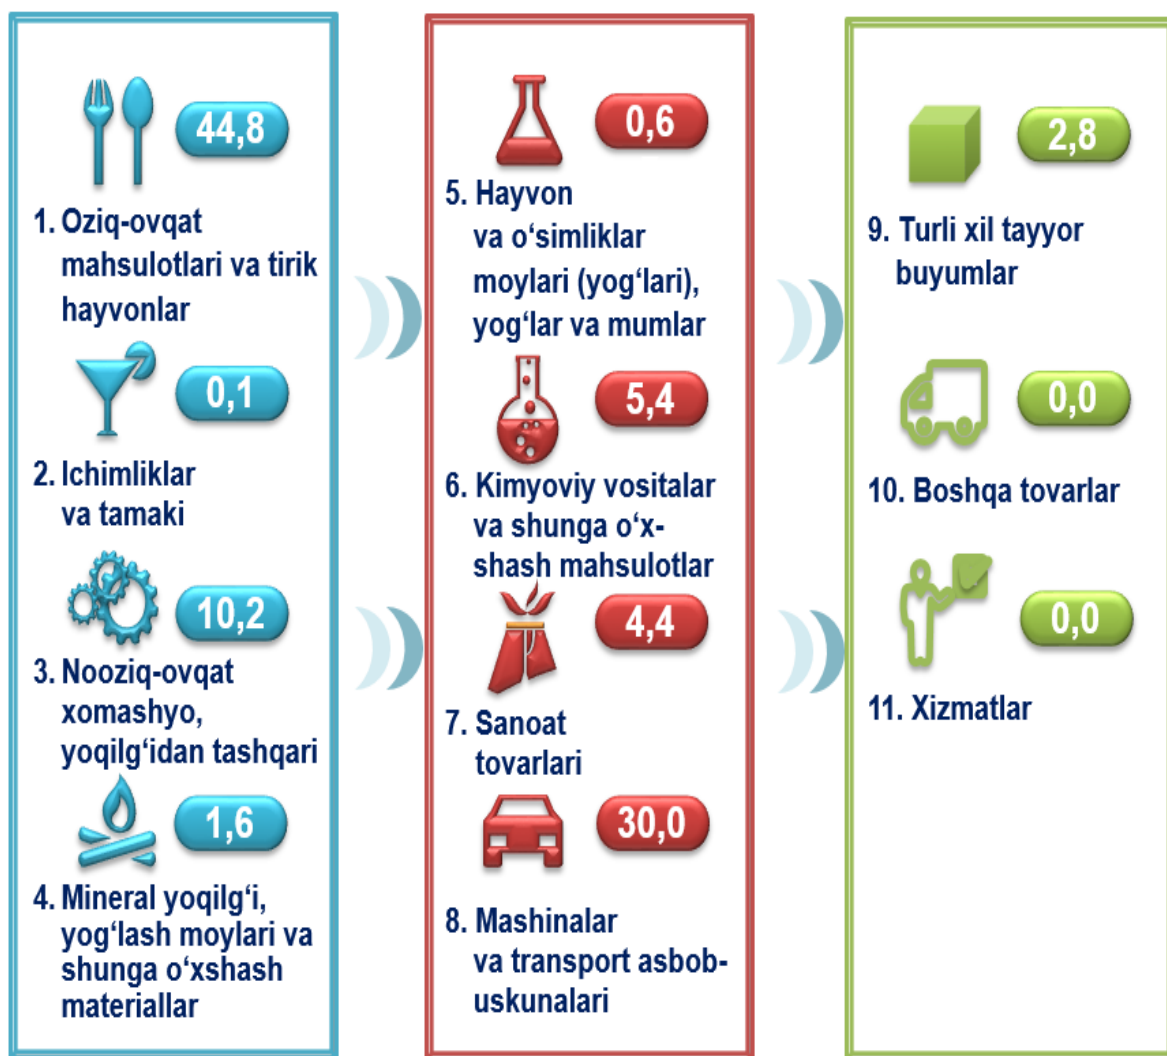 44,8
1. Oziq-ovqat
mahsulotlari va tirik
hayvonlar
0,1
2. Ichimliklar
va tamaki
10,2
3. Nooziq-ovqat
xomashyo,
yoqilg‘idan tashqari
1,6
4. Mineral yoqilg‘i,
yog‘lash moylari va
shunga o‘xshash
materiallar
0,6
5. Hayvon
va o‘simliklar
moylari (yog‘lari),
yog‘lar va mumlar
5,4
6. Kimyoviy vositalar
va shunga o‘x-
shash mahsulotlar
4,4
7. Sanoat
tovarlari
30,0
8. Mashinalar
va transport asbob-
uskunalari
2,8
9. Turli xil tayyor
buyumlar
0,0
10. Boshqa tovarlar
0,0
11. Xizmatlar